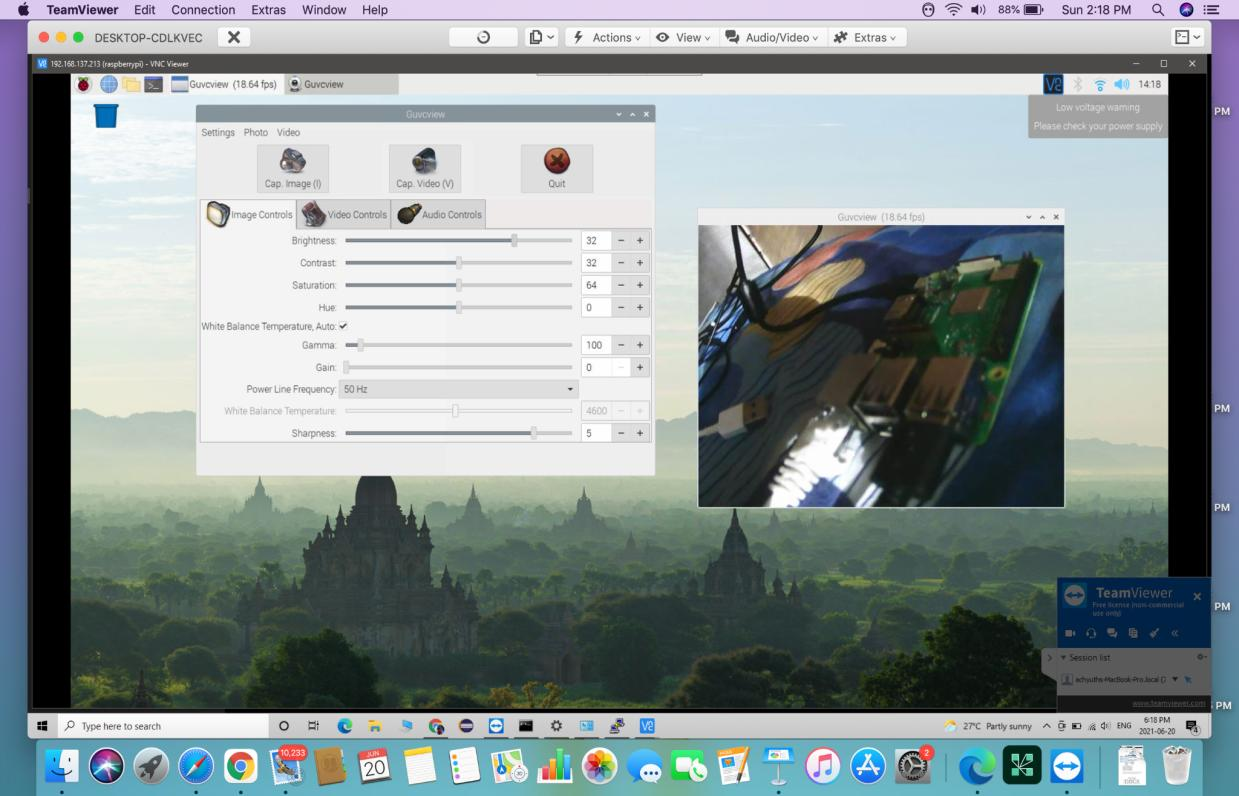 TeamViewer Edit Connection Extras Window Help 88% Sun 2:18 PM
DESKTOP-CDLKVEC Actions View Audio/Video Extras
192.168.137.213 (raspberrypi) - VNC Viewer
Guvcview (18.64 fps) Guvcview 14:18
Low voltage warning
Please check your power supply
PM
Guvcview
Settings Photo Video
Cap. Image (I) Cap. Video (V) Quit
Image Controls Video Controls Audio Controls
Brightness: 32 - +
Contrast: 32 - +
Saturation: 64 - +
Hue: 0 - +
White Balance Temperature, Auto:
Gamma: 100 - +
Gain: 0 - +
Power Line Frequency: 50 Hz
White Balance Temperature: 4600 - +
Sharpness: 5 - +
Guvcview (18.64 fps)
PM
PM
TeamViewer
Free license (non-commercial
use only)
PM
Session list
achyuths-MacBook-Pro.local (
www.teamviewer.com
PM
Type here to search 27°C Partly sunny ENG 6:18 PM
2021-06-20
4
10,233 JUN 20 2
DOCX